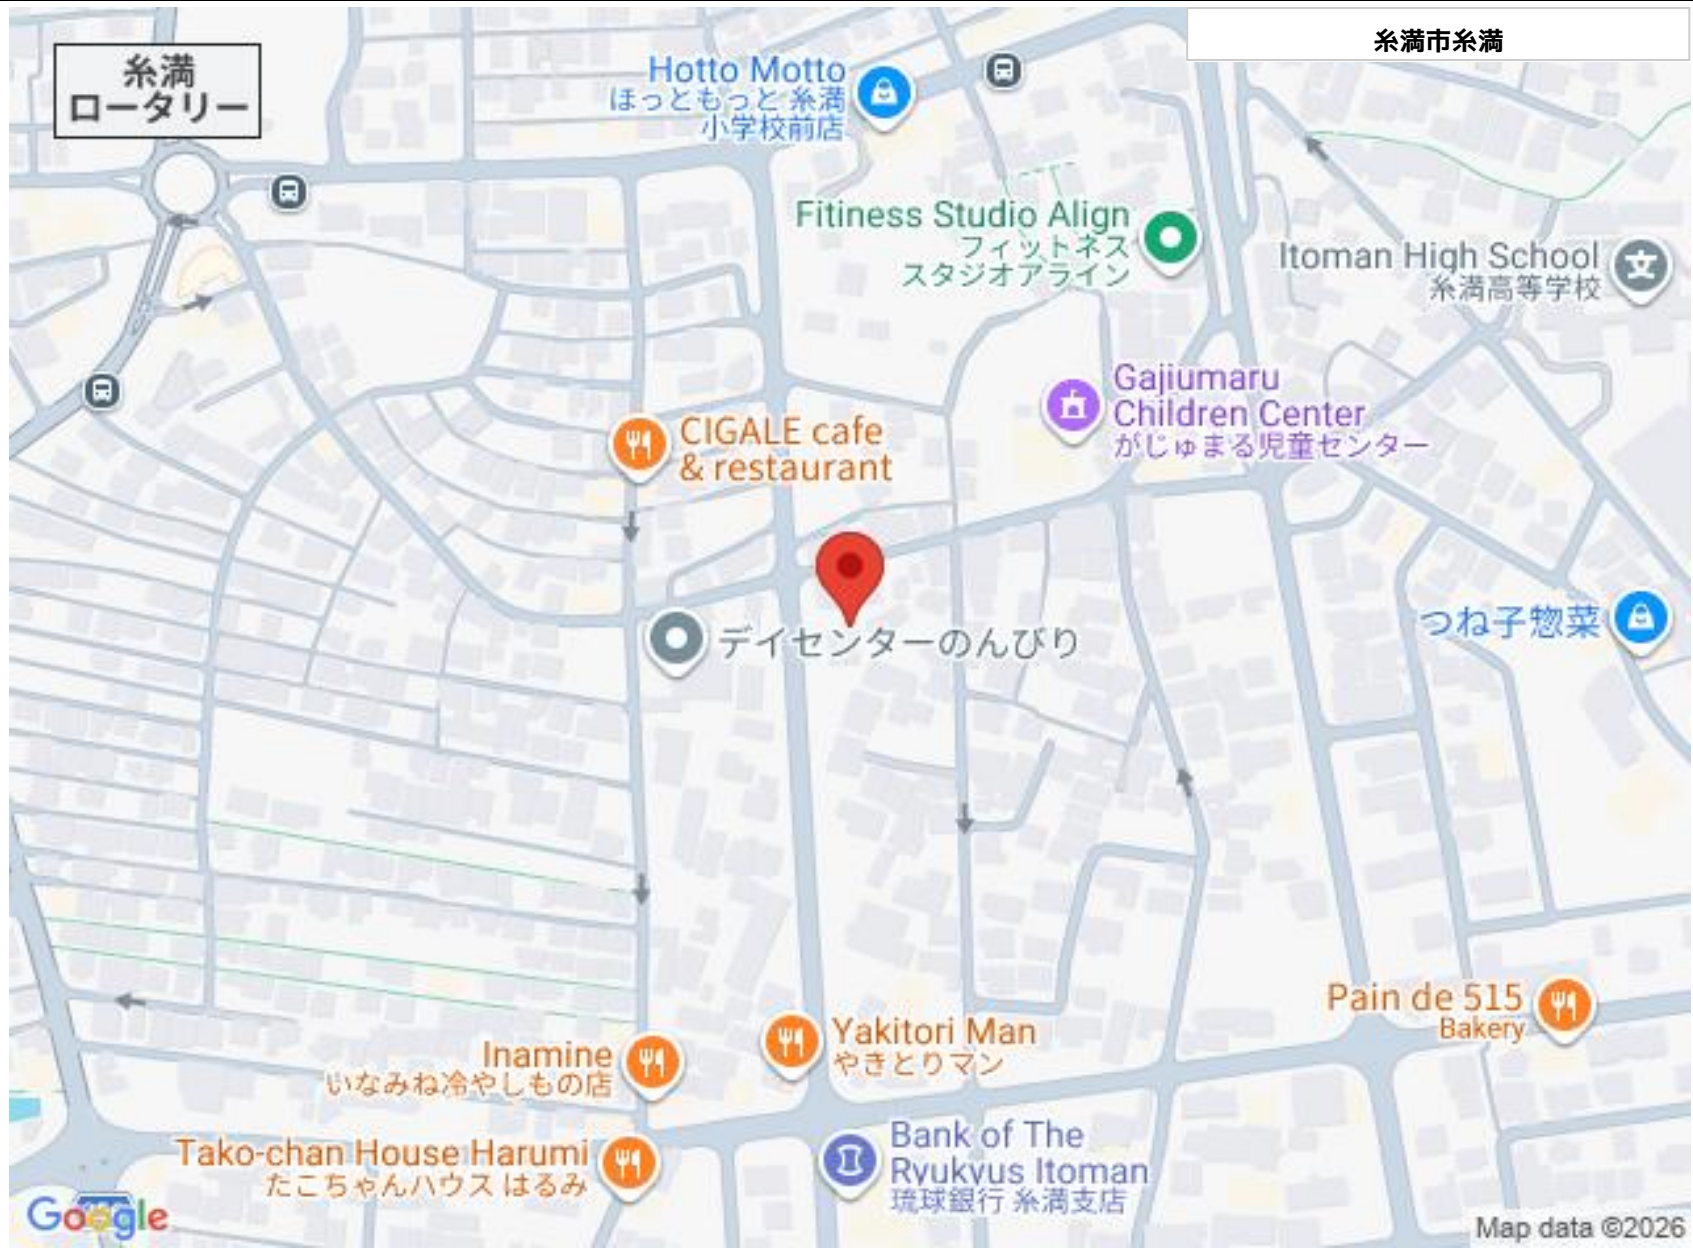 糸満市糸満
糸満
ロータリー
Hotto Motto
ほっともっと 糸満
小学校前店
Fitiness Studio Align
フィットネス
スタジオアライン
Itoman High School
糸満高等学校
Gajiumaru
Children Center
がじゅまる児童センター
CIGALE cafe
& restaurant
デイセンターのんびり
つね子惣菜
Pain de 515
Bakery
Yakitori Man
やきとりマン
Inamine
いなみね冷やしもの店
Tako-chan House Harumi
たこちゃんハウス はるみ
Bank of The
Ryukyus Itoman
琉球銀行 糸満支店
Google
Map data ©2026